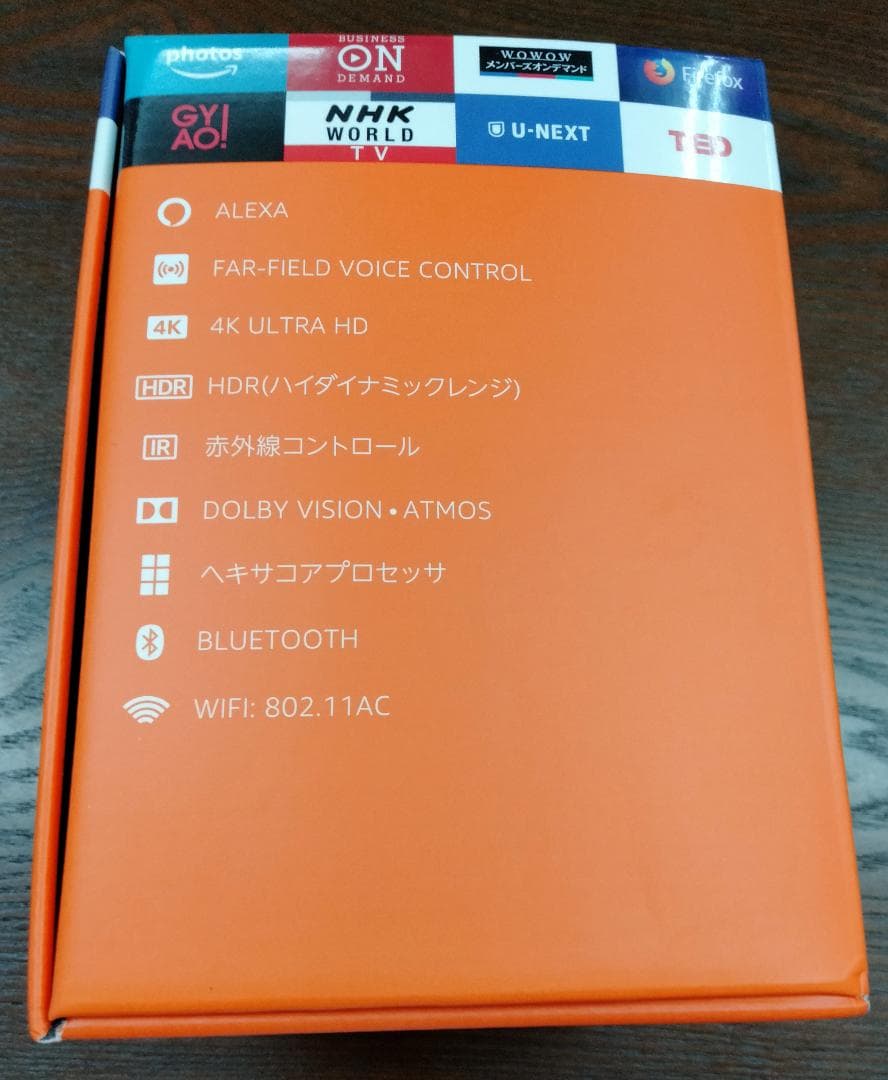 photos
BUSINESS
ON
DEMAND
WOWOW
メンバーズオンデマンド
Firefox
GY
AO!
NHK
WORLD
TV
U-NEXT
TED
ALEXA
FAR-FIELD VOICE CONTROL
4K 4K ULTRA HD
HDR HDR(ハイダイナミックレンジ)
IR 赤外線コントロール
DOLBY VISION・ATMOS
ヘキサコアプロセッサ
BLUETOOTH
WIFI: 802.11AC